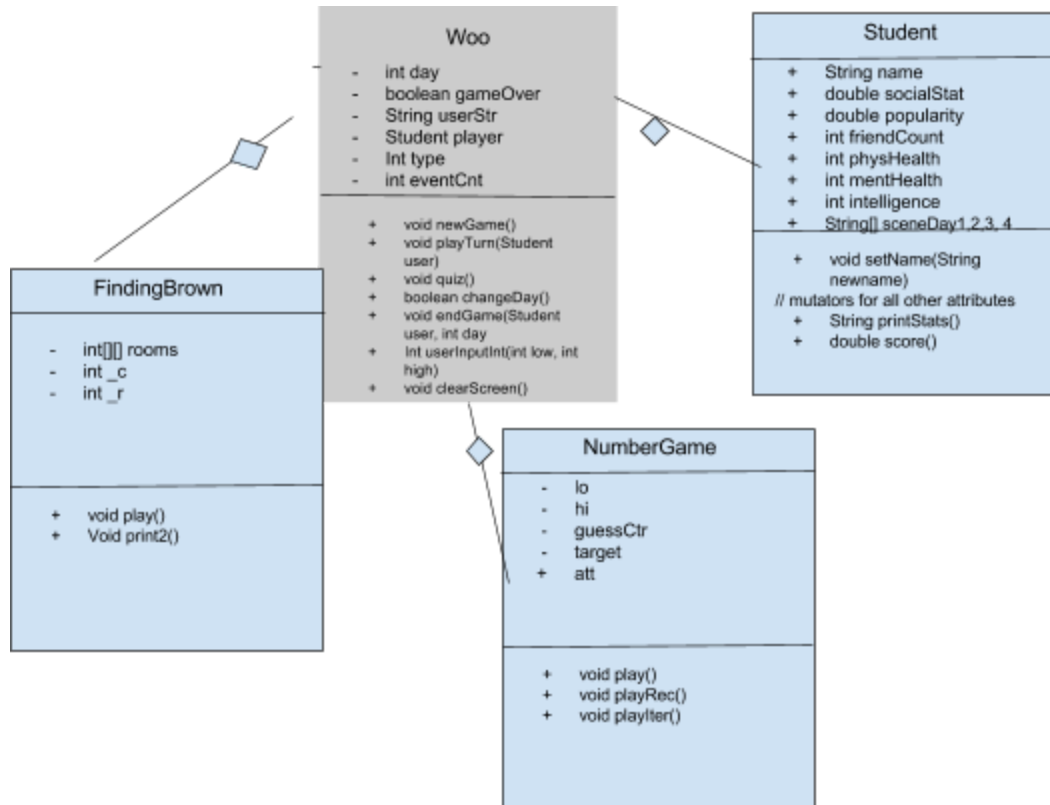 Woo
- int day
- boolean gameOver
- String userStr
- Student player
- Int type
- int eventCnt
+ void newGame()
+ void playTurn(Student
user)
+ void quiz()
+ boolean changeDay()
+ void endGame(Student
user, int day
+ Int userInputInt(int low, int
high)
+ void clearScreen()
Student
+ String name
+ double socialStat
+ double popularity
+ int friendCount
+ int physHealth
+ int mentHealth
+ int intelligence
+ String[] sceneDay1,2,3, 4
+ void setName(String
newname)
// mutators for all other attributes
+ String printStats()
+ double score()
FindingBrown
- int[][] rooms
- int _c
- int _r
+ void play()
+ Void print2()
NumberGame
- lo
- hi
- guessCtr
- target
+ att
+ void play()
+ void playRec()
+ void playIter()